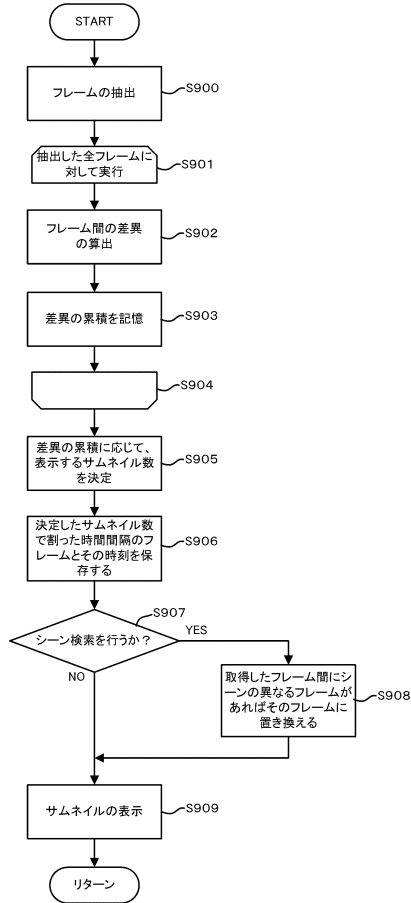 START
フレームの抽出
S900
抽出した全フレームに
対して実行
S901
フレーム間の差異
の算出
S902
差異の累積を記憶
S903
S904
差異の累積に応じて、
表示するサムネイル数
を決定
S905
決定したサムネイル数
で割った時間間隔のフ
レームとその時刻を保
存する
S906
S907
シーン検索を行うか？
YES
NO
取得したフレーム間にシ
ーンの異なるフレームが
あればそのフレームに
置き換える
S908
サムネイルの表示
S909
リターン